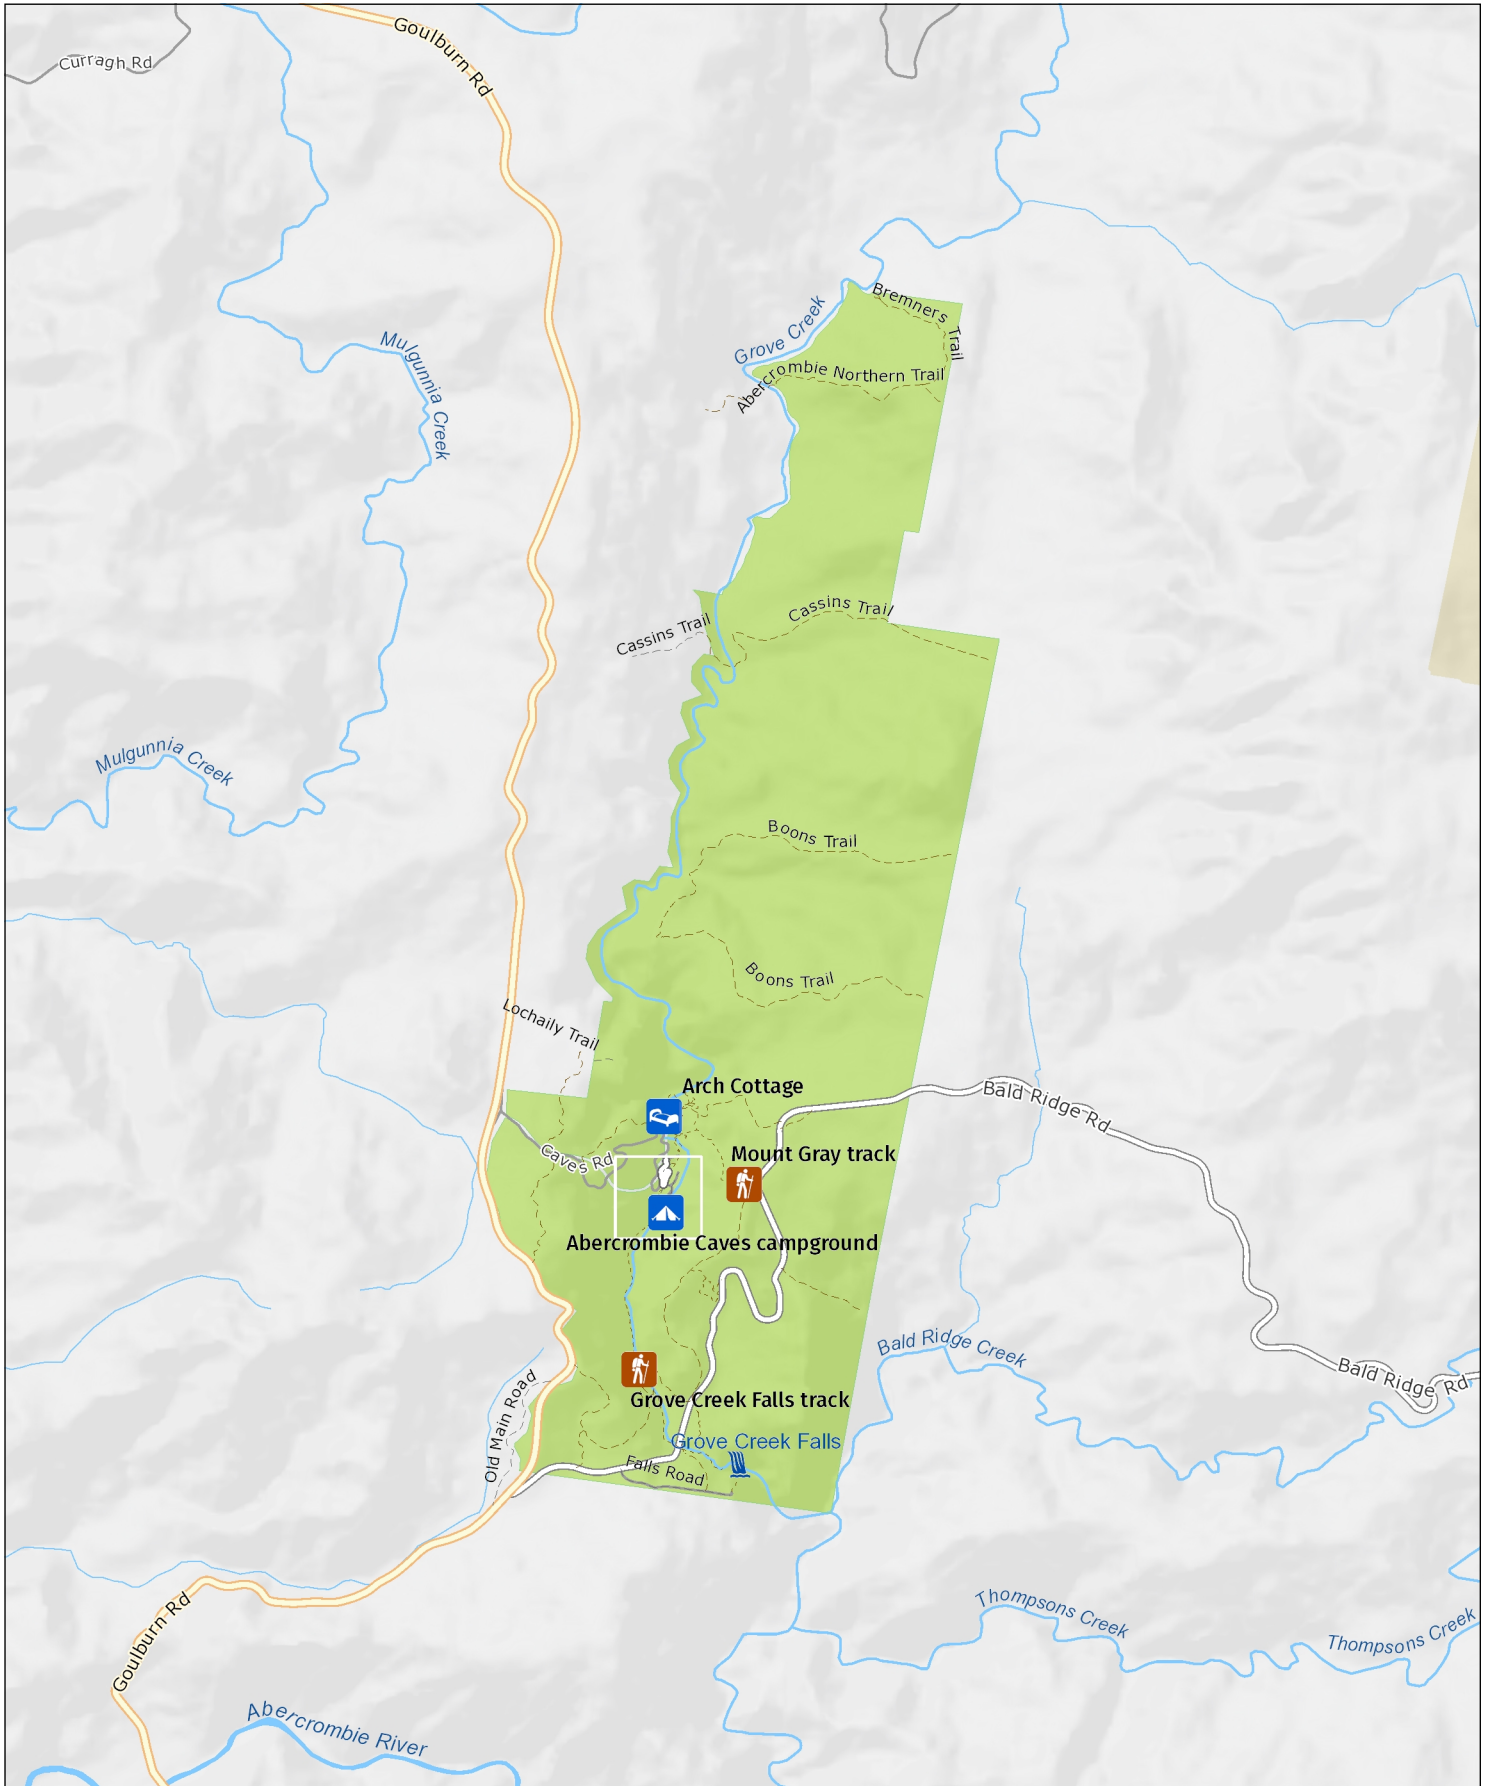 Goulburn Rd
Curragh Rd
Bremners Trail
Grove Creek
Mulgunnia Creek
Abercrombie Northern Trail
Cassins Trail
Cassins Trail
Mulgunnia Creek
Boons Trail
Boons Trail
Lochaily Trail
Arch Cottage
Bald Ridge Rd
Caves Rd
Mount Gray track
Abercrombie Caves campground
Bald Ridge Creek
Bald Ridge Rd
Old Main Road
Grove Creek Falls track
Grove Creek Falls
Falls Road
Goulburn Rd
Thompsons Creek
Thompsons Creek
Abercrombie River